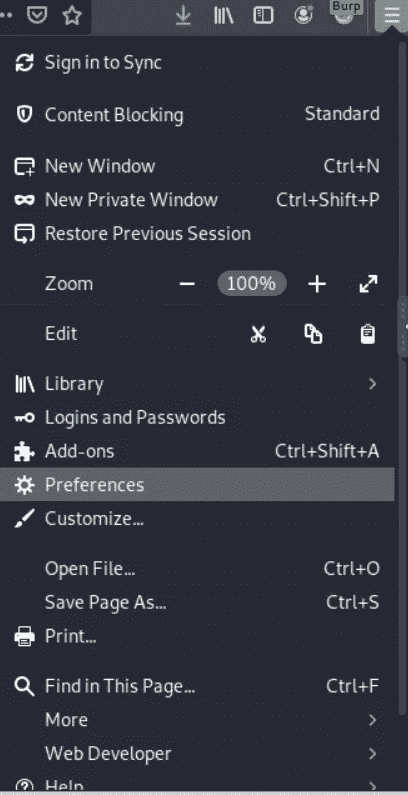 Burp
Sign in to Sync
Content Blocking Standard
New Window Ctrl+N
New Private Window Ctrl+Shift+P
Restore Previous Session
Zoom − 100% +
Edit
Library
Logins and Passwords
Add-ons Ctrl+Shift+A
Preferences
Customize...
Open File... Ctrl+O
Save Page As... Ctrl+S
Print...
Find in This Page... Ctrl+F
More
Web Developer
Help